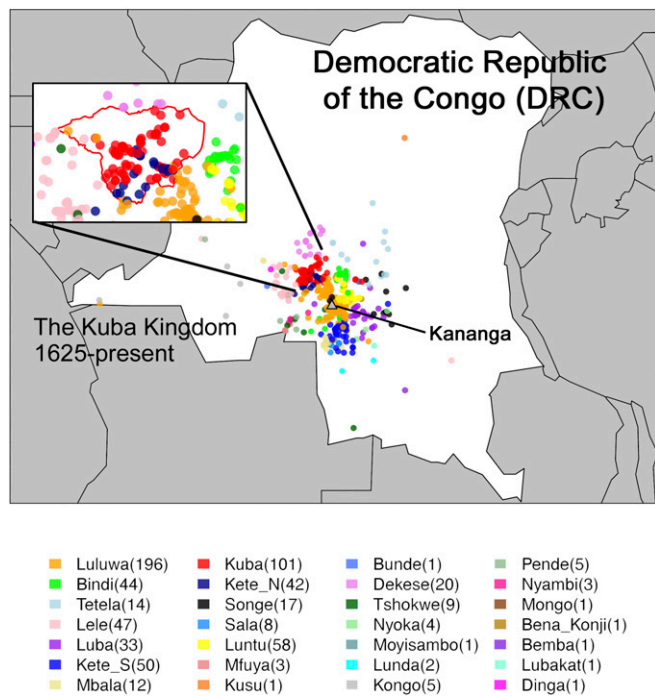 Democratic Republic
of the Congo (DRC)
The Kuba Kingdom
1625-present
Kananga
Luluwa(196)
Bindi(44)
Tetela(14)
Lele(47)
Luba(33)
Kete_S(50)
Mbala(12)
Kuba(101)
Kete_N(42)
Songe(17)
Sala(8)
Luntu(58)
Mfuya(3)
Kusu(1)
Bunde(1)
Dekese(20)
Tshokwe(9)
Nyoka(4)
Moyisambo(1)
Lunda(2)
Kongo(5)
Pende(5)
Nyambi(3)
Mongo(1)
Bena_Konji(1)
Bemba(1)
Lubakat(1)
Dinga(1)